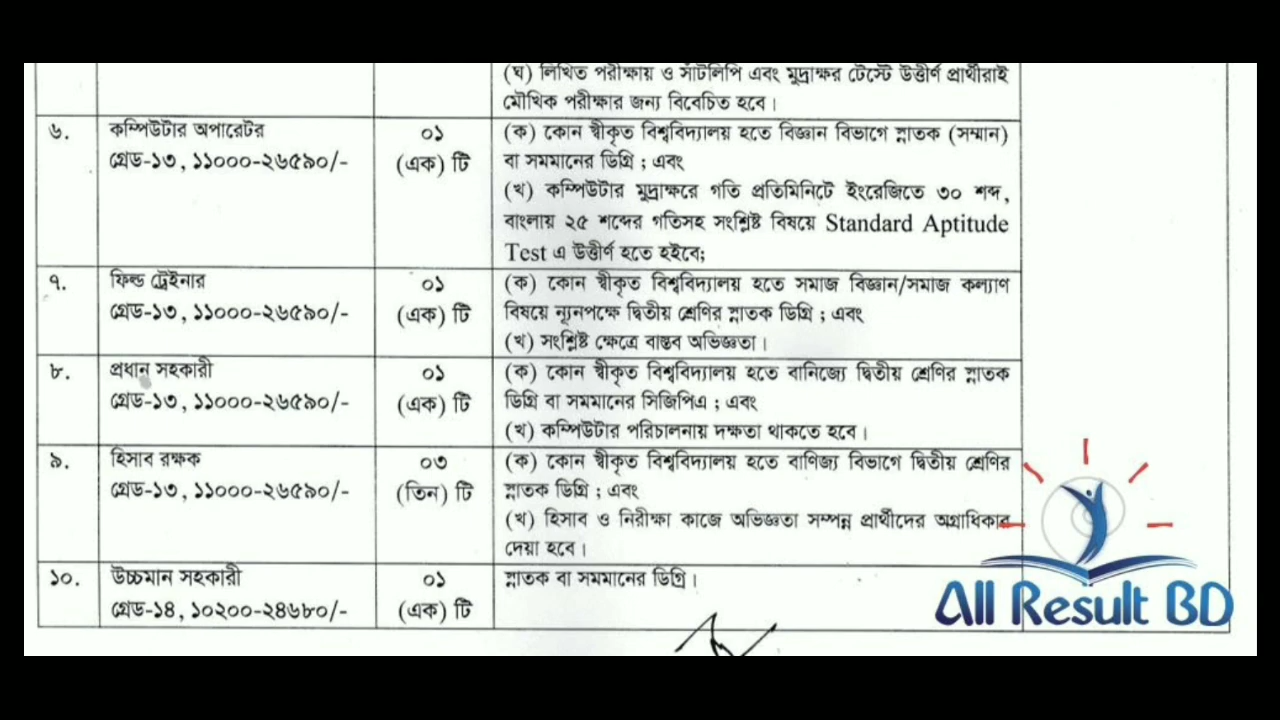 (ঘ) লিখিত পরীক্ষায় ও সাঁটলিপি এবং মুদ্রাক্ষর টেস্টে উত্তীর্ণ প্রার্থীরাই
মৌখিক পরীক্ষার জন্য বিবেচিত হবে।
৬. কম্পিউটার অপারেটর ০১ (ক) কোন স্বীকৃত বিশ্ববিদ্যালয় হতে বিজ্ঞান বিভাগে স্নাতক (সম্মান)
গ্রেড-১৩, ১১০০০-২৬৫৯০/- (এক) টি বা সমমানের ডিগ্রি ; এবং
(খ) কম্পিউটার মুদ্রাক্ষরে গতি প্রতিমিনিটে ইংরেজিতে ৩০ শব্দ,
বাংলায় ২৫ শব্দের গতিসহ সংশ্লিষ্ট বিষয়ে Standard Aptitude
Test এ উত্তীর্ণ হতে হইবে;
৭. ফিল্ড ট্রেইনার ০১ (ক) কোন স্বীকৃত বিশ্ববিদ্যালয় হতে সমাজ বিজ্ঞান/সমাজ কল্যাণ
গ্রেড-১৩, ১১০০০-২৬৫৯০/- (এক) টি বিষয়ে ন্যূনপক্ষে দ্বিতীয় শ্রেণির স্নাতক ডিগ্রি ; এবং
(খ) সংশ্লিষ্ট ক্ষেত্রে বাস্তব অভিজ্ঞতা।
৮. প্রধান সহকারী ০১ (ক) কোন স্বীকৃত বিশ্ববিদ্যালয় হতে বানিজ্যে দ্বিতীয় শ্রেণির স্নাতক
গ্রেড-১৩, ১১০০০-২৬৫৯০/- (এক) টি ডিগ্রি বা সমমানের সিজিপিএ ; এবং
(খ) কম্পিউটার পরিচালনায় দক্ষতা থাকতে হবে।
৯. হিসাব রক্ষক ০৩ (ক) কোন স্বীকৃত বিশ্ববিদ্যালয় হতে বাণিজ্য বিভাগে দ্বিতীয় শ্রেণির
গ্রেড-১৩, ১১০০০-২৬৫৯০/- (তিন) টি স্নাতক ডিগ্রি ; এবং
(খ) হিসাব ও নিরীক্ষা কাজে অভিজ্ঞতা সম্পন্ন প্রার্থীদের অগ্রাধিকার
দেয়া হবে।
১০. উচ্চমান সহকারী ০১ স্নাতক বা সমমানের ডিগ্রি।
গ্রেড-১৪, ১০২০০-২৪৬৮০/- (এক) টি
All Result BD